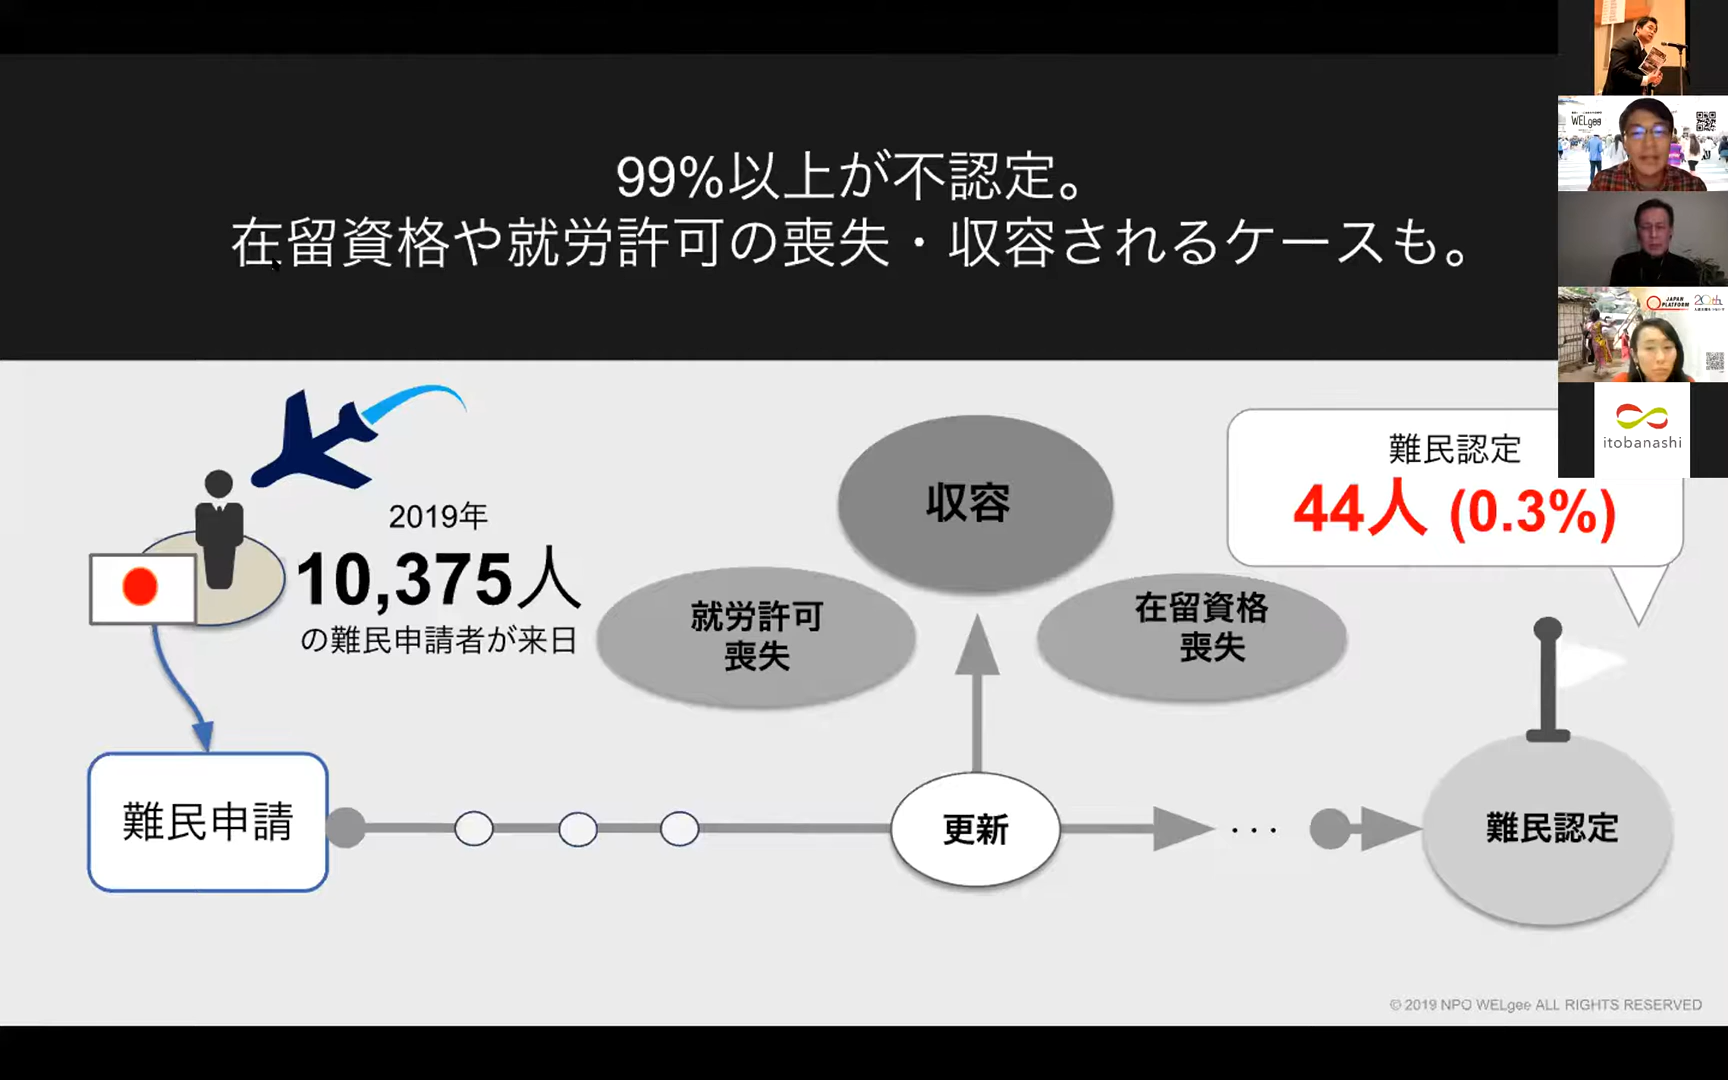 99%以上が不認定。
在留資格や就労許可の喪失・収容されるケースも。
WELgee
JAPAN
PLATFORM
20th
itobanashi
難民認定
44人 (0.3%)
2019年
10,375人
の難民申請者が来日
収容
就労許可
喪失
在留資格
喪失
難民申請
更新
...
難民認定
© 2019 NPO WELgee ALL RIGHTS RESERVED